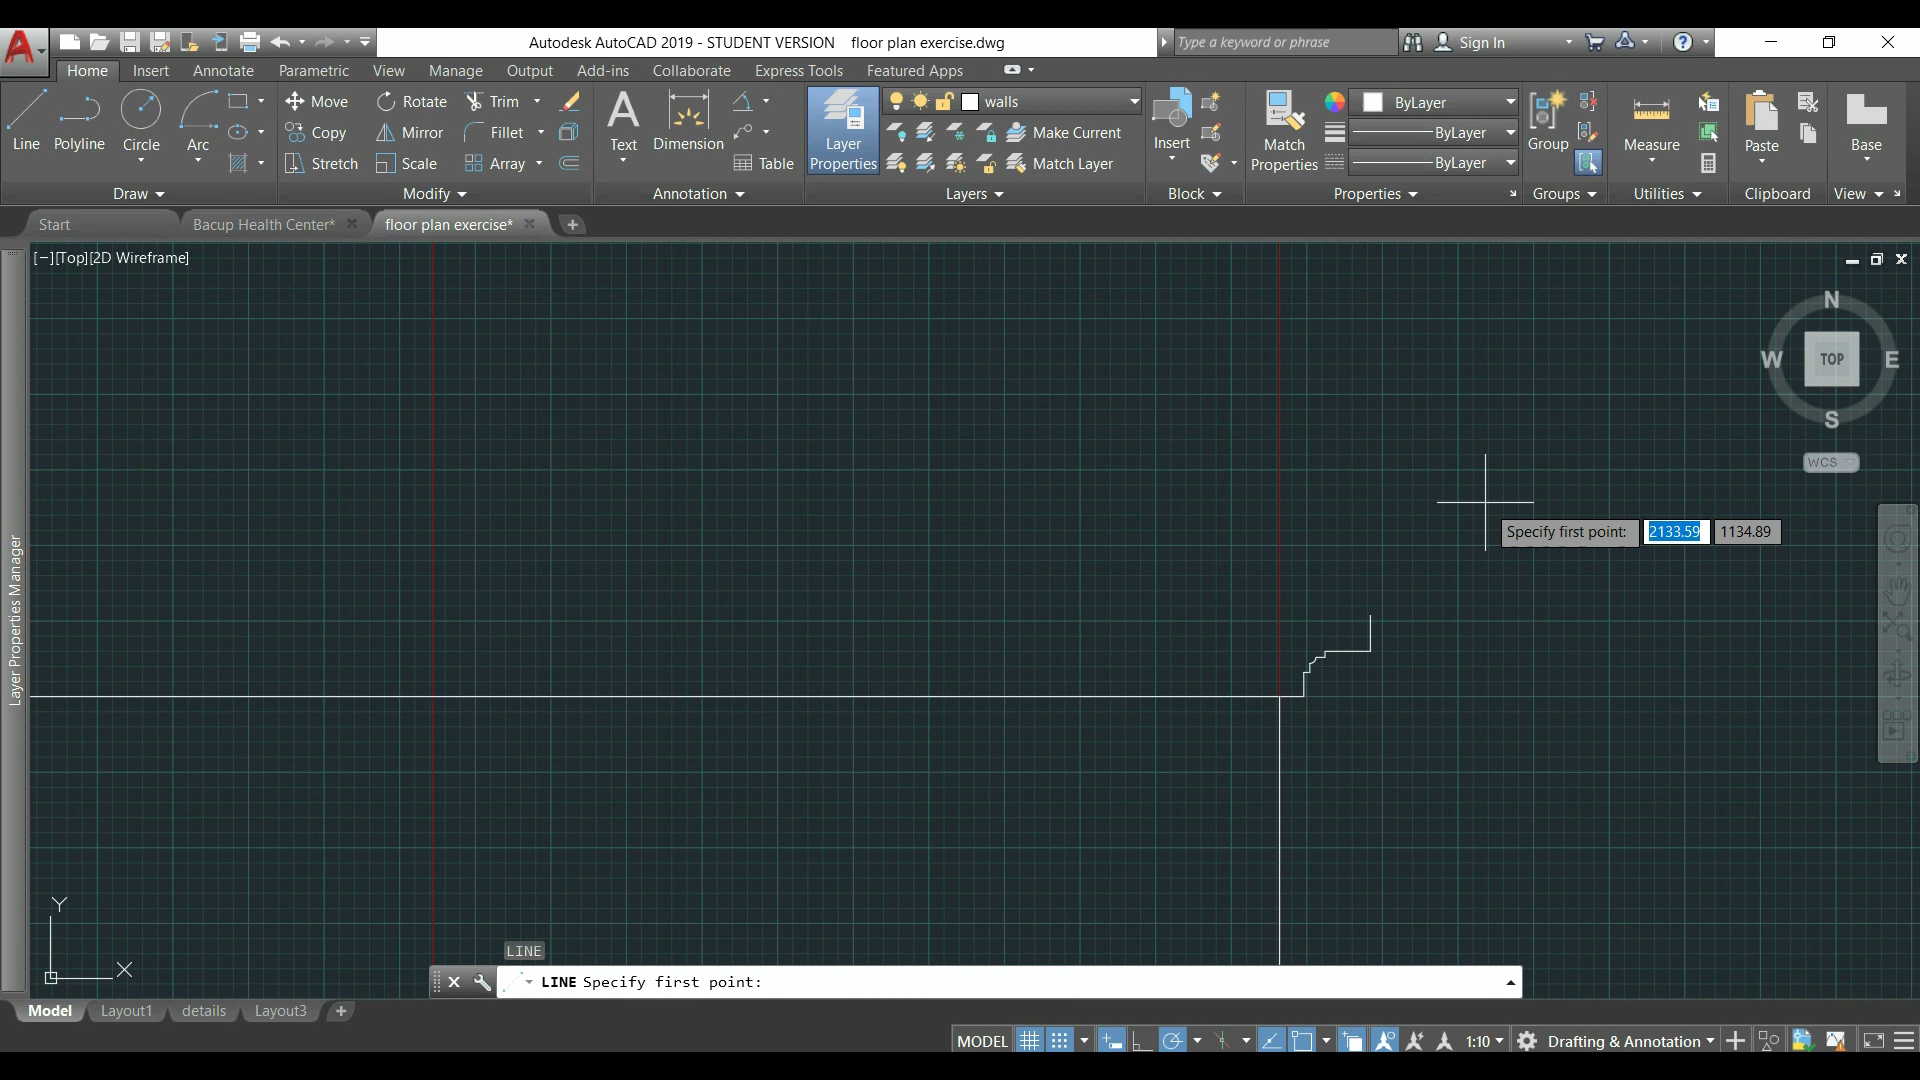 Autodesk AutoCAD 2019 - STUDENT VERSION floor plan exercise.dwg
Type a keyword or phrase
Sign In
Home Insert Annotate Parametric View Manage Output Add-ins Collaborate Express Tools Featured Apps
Line Polyline Circle Arc
Move Rotate Trim
Copy Mirror Fillet
Stretch Scale Array
Text Dimension Table
Layer Properties
walls
Make Current
Match Layer
Insert
Match Properties
ByLayer
ByLayer
ByLayer
Group
Measure
Paste
Base
Draw Modify Annotation Layers Block Properties Groups Utilities Clipboard View
Start Bacup Health Center* floor plan exercise*
[−][Top][2D Wireframe]
N
W TOP E
S
WCS
Specify first point: 2133.59 1134.89
Layer Properties Manager
Y
X
LINE
LINE Specify first point:
Model Layout1 details Layout3
MODEL 1:10 Drafting & Annotation